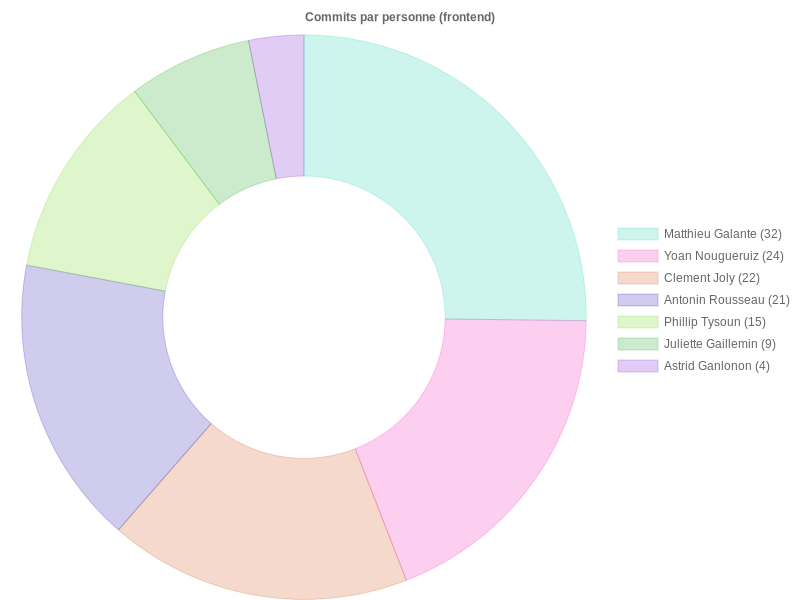 Commits par personne (frontend)
Matthieu Galante (32)
Yoan Nougueruiz (24)
Clement Joly (22)
Antonin Rousseau (21)
Phillip Tysoun (15)
Juliette Gaillemin (9)
Astrid Ganlonon (4)